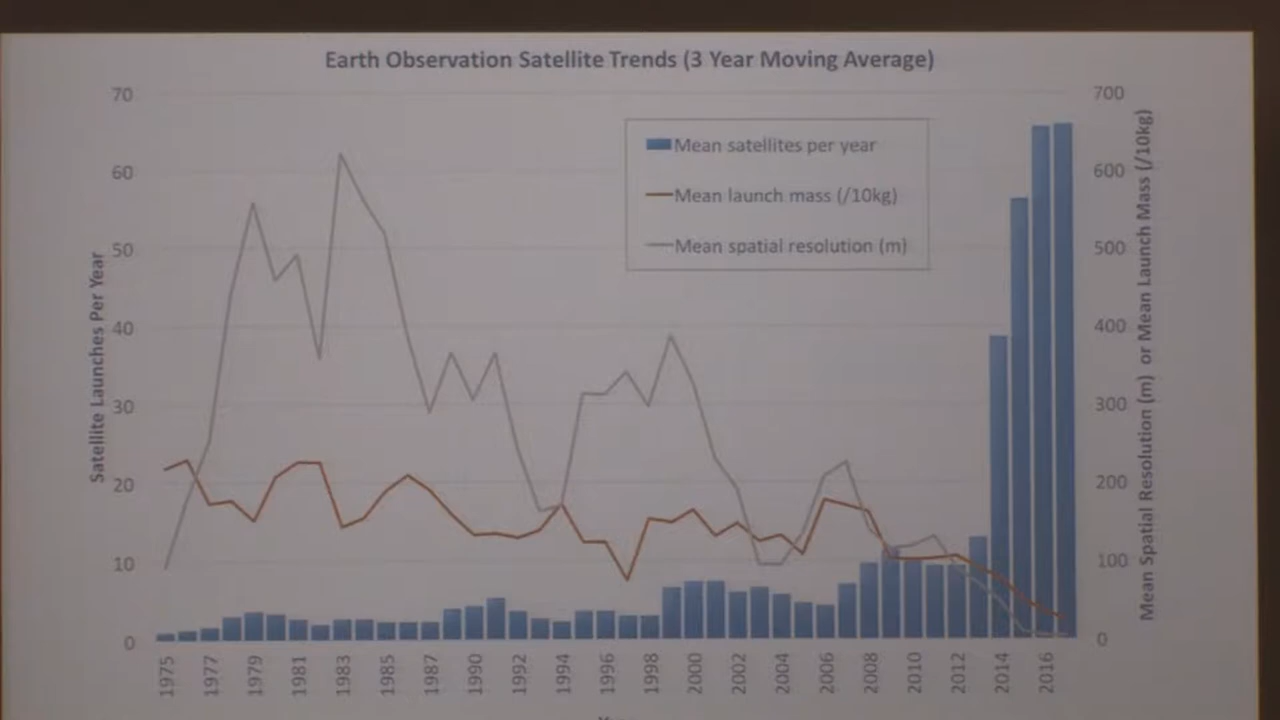 Earth Observation Satellite Trends (3 Year Moving Average)
Satellite Launches Per Year
70
60
50
40
30
20
10
0
Mean satellites per year
Mean launch mass (/10kg)
Mean spatial resolution (m)
700
600
500
400
300
200
100
0
Mean Spatial Resolution (m) or Mean Launch Mass (/10kg)
1975 1977 1979 1981 1983 1985 1987 1990 1992 1994 1996 1998 2000 2002 2004 2006 2008 2010 2012 2014 2016